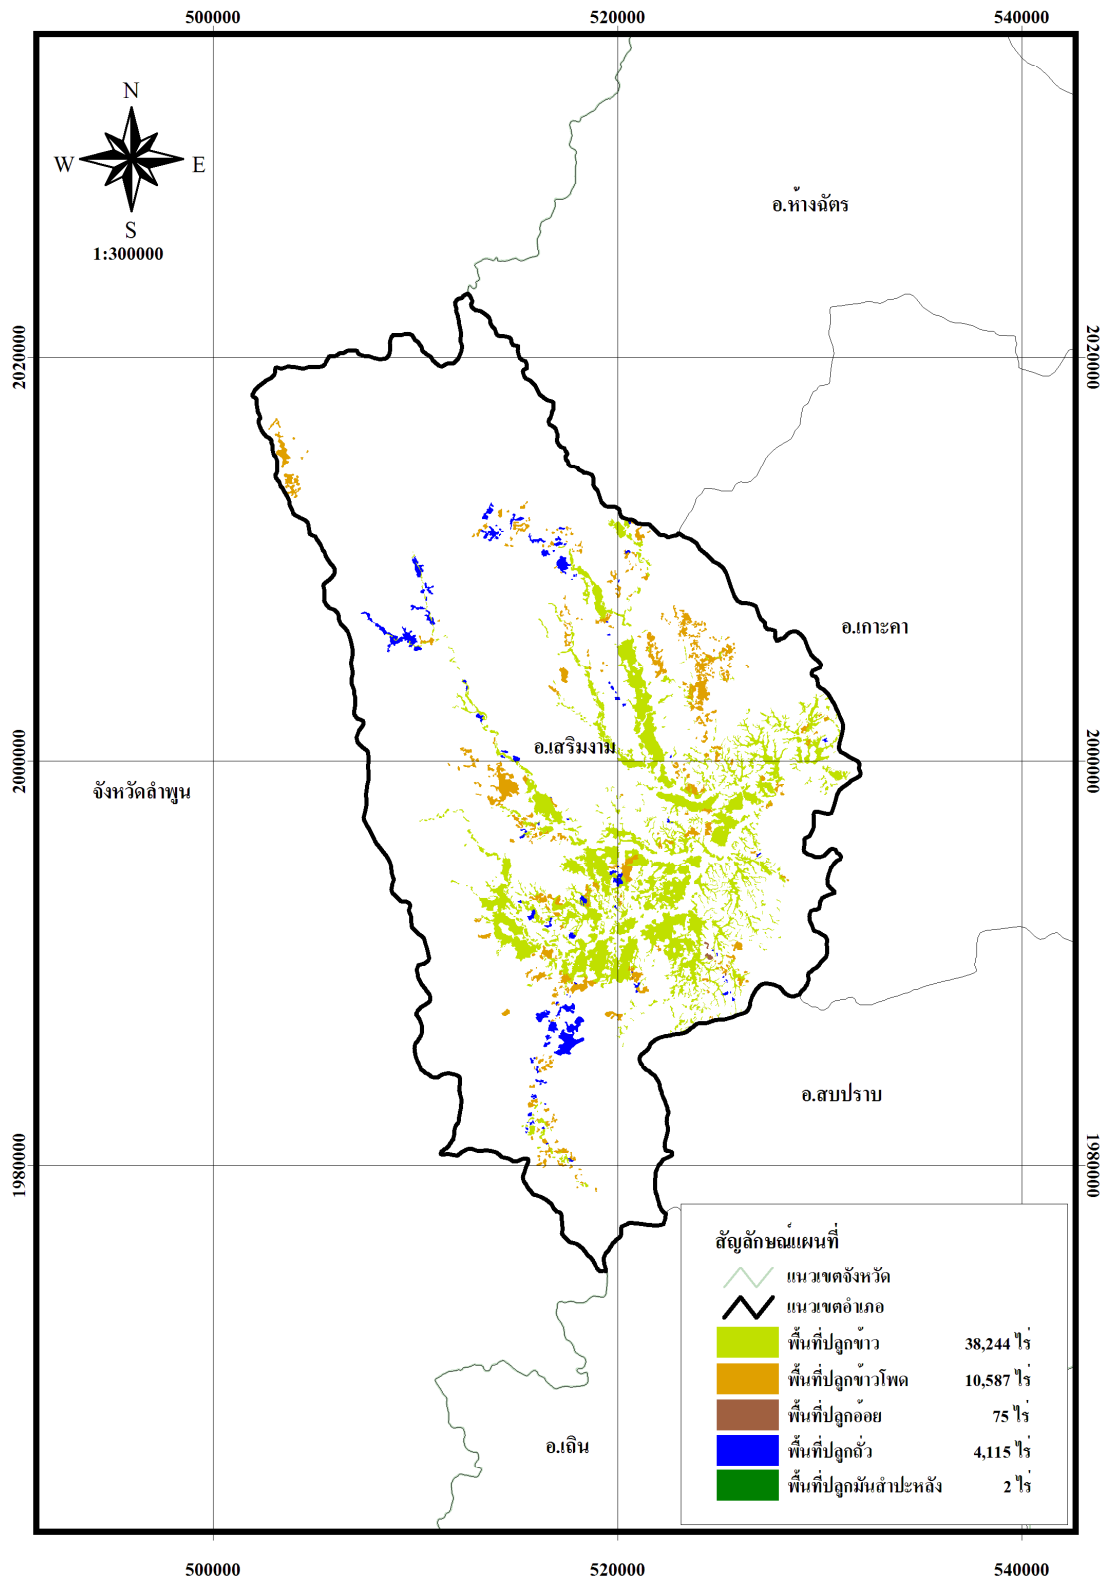 500000 520000 540000
N
W E
S
1:300000
อ.ห้างฉัตร
2020000 2020000
อ.เกาะคา
อ.เสริมงาม
2000000 2000000
จังหวัดลำพูน
อ.สบปราบ
1980000 1980000
สัญลักษณ์แผนที่
แนวเขตจังหวัด
แนวเขตอำเภอ
พื้นที่ปลูกข้าว 38,244 ไร่
พื้นที่ปลูกข้าวโพด 10,587 ไร่
พื้นที่ปลูกอ้อย 75 ไร่
พื้นที่ปลูกถั่ว 4,115 ไร่
พื้นที่ปลูกมันสำปะหลัง 2 ไร่
อ.เถิน
500000 520000 540000